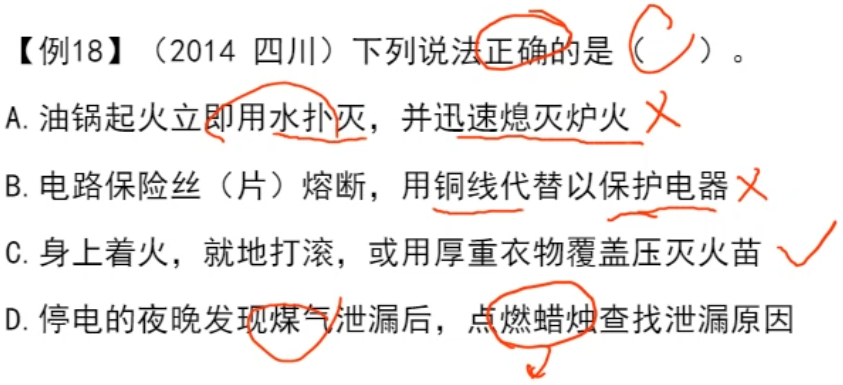 【例18】（2014 四川）下列说法正确的是（C）。
A.油锅起火立即用水扑灭，并迅速熄灭炉火
B.电路保险丝（片）熔断，用铜线代替以保护电器
C.身上着火，就地打滚，或用厚重衣物覆盖压灭火苗
D.停电的夜晚发现煤气泄漏后，点燃蜡烛查找泄漏原因